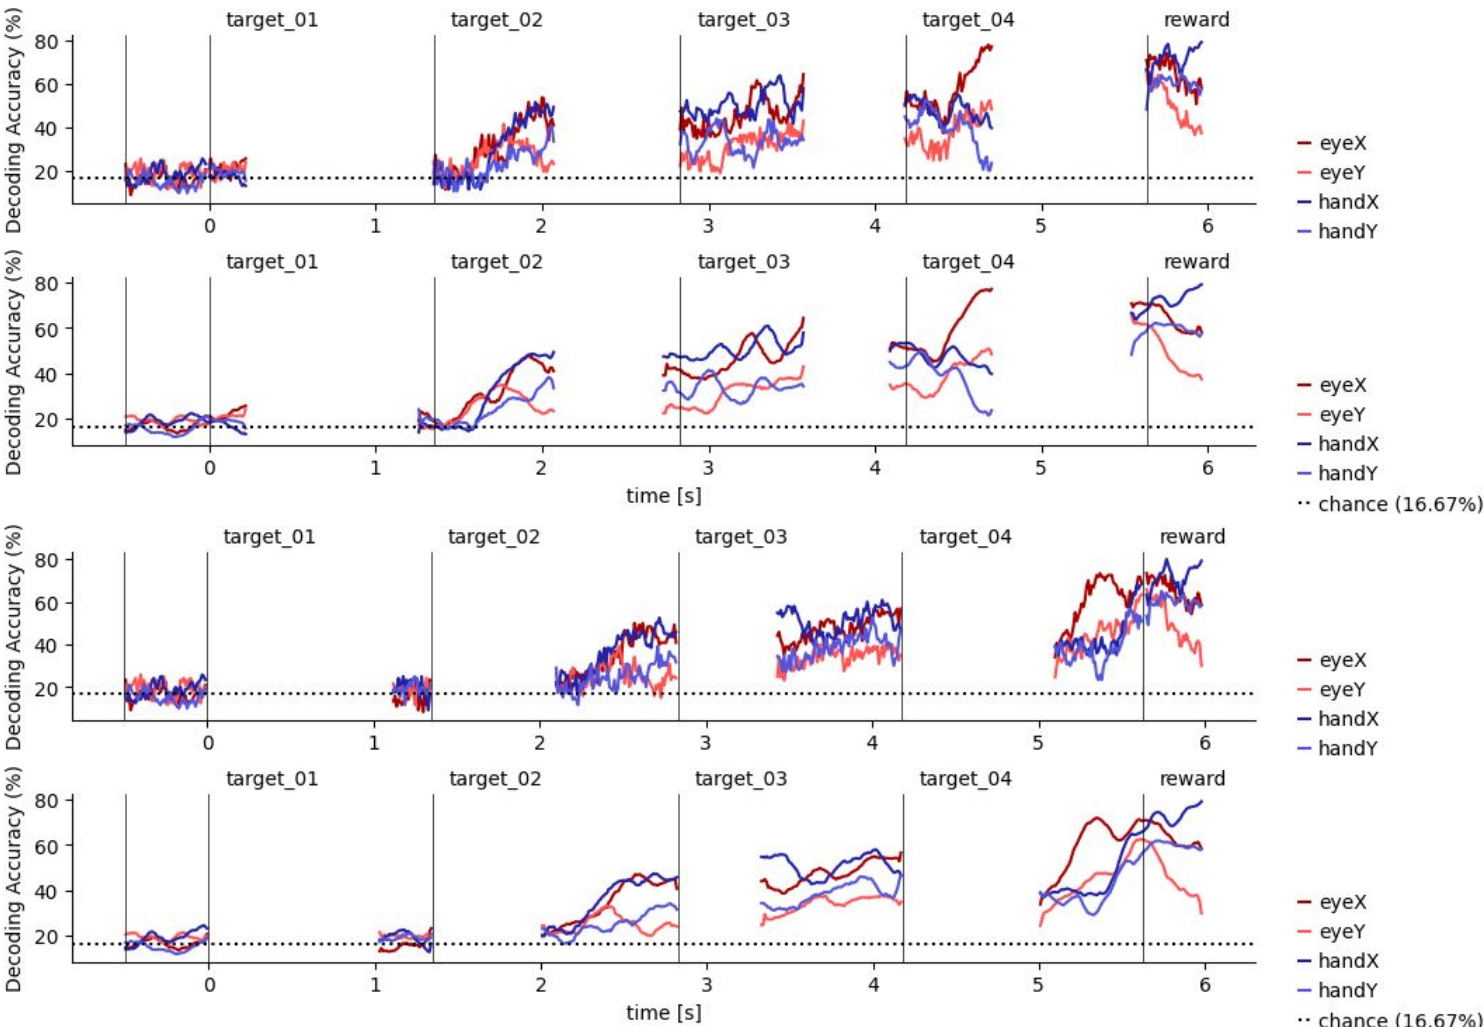 target_01 target_02 target_03 target_04 reward
Decoding Accuracy (%)
80
60
40
20
0 1 2 3 4 5 6
eyeX
eyeY
handX
handY
target_01 target_02 target_03 target_04 reward
Decoding Accuracy (%)
80
60
40
20
0 1 2 3 4 5 6
time [s]
eyeX
eyeY
handX
handY
chance (16.67%)
target_01 target_02 target_03 target_04 reward
Decoding Accuracy (%)
80
60
40
20
0 1 2 3 4 5 6
eyeX
eyeY
handX
handY
target_01 target_02 target_03 target_04 reward
Decoding Accuracy (%)
80
60
40
20
0 1 2 3 4 5 6
time [s]
eyeX
eyeY
handX
handY
chance (16.67%)